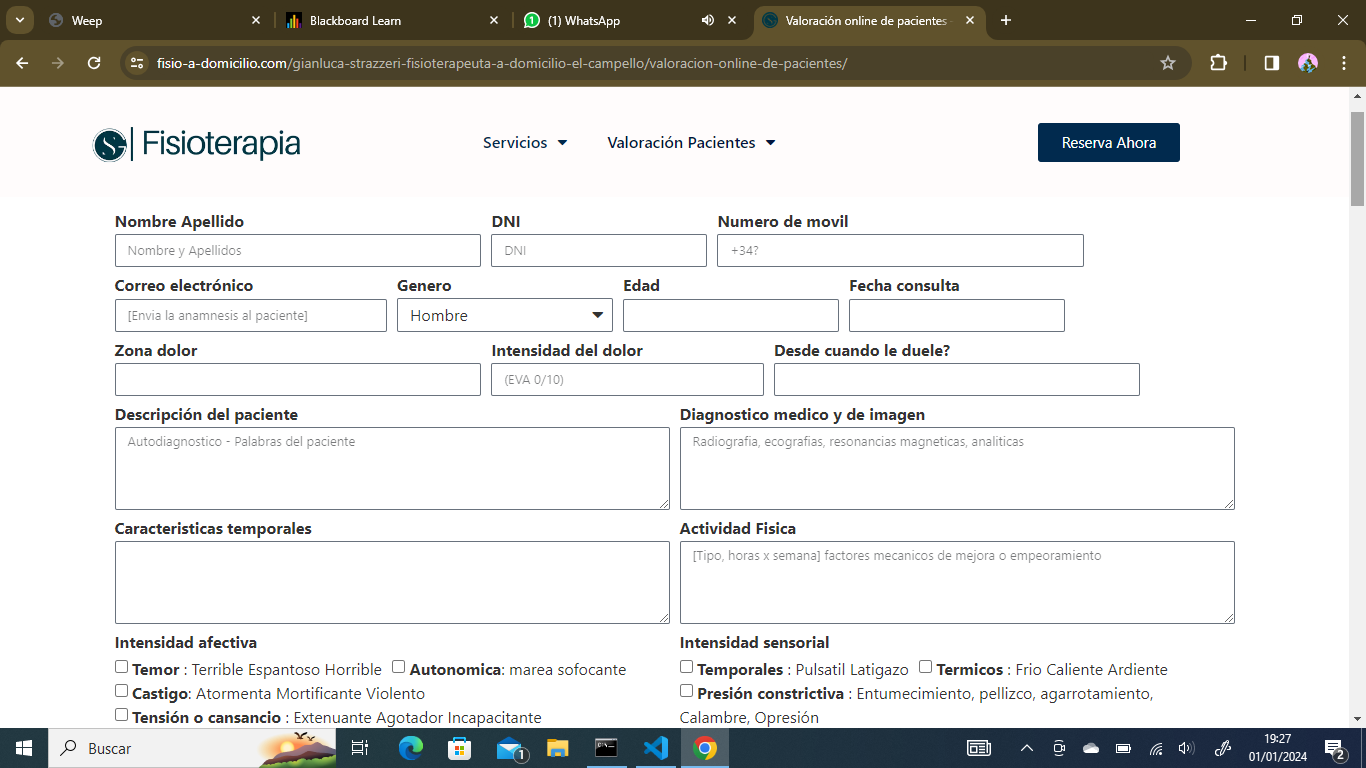 Weep
Blackboard Learn
(1) WhatsApp
Valoración online de pacientes
fisio-a-domicilio.com/gianluca-strazzeri-fisioterapeuta-a-domicilio-el-campello/valoracion-online-de-pacientes/
Fisioterapia
Servicios
Valoración Pacientes
Reserva Ahora
Nombre Apellido DNI Numero de movil
Nombre y Apellidos DNI +34?
Correo electrónico Genero Edad Fecha consulta
[Envia la anamnesis al paciente] Hombre
Zona dolor Intensidad del dolor Desde cuando le duele?
(EVA 0/10)
Descripción del paciente Diagnostico medico y de imagen
Autodiagnostico - Palabras del paciente Radiografia, ecografias, resonancias magneticas, analiticas
Caracteristicas temporales Actividad Fisica
[Tipo, horas x semana] factores mecanicos de mejora o empeoramiento
Intensidad afectiva Intensidad sensorial
Temor : Terrible Espantoso Horrible Autonomica: marea sofocante Temporales : Pulsatil Latigazo Termicos : Frio Caliente Ardiente
Castigo: Atormenta Mortificante Violento Presión constrictiva : Entumecimiento, pellizco, agarrotamiento,
Tensión o cansancio : Extenuante Agotador Incapacitante Calambre, Opresión
Buscar
1
19:27
01/01/2024
2